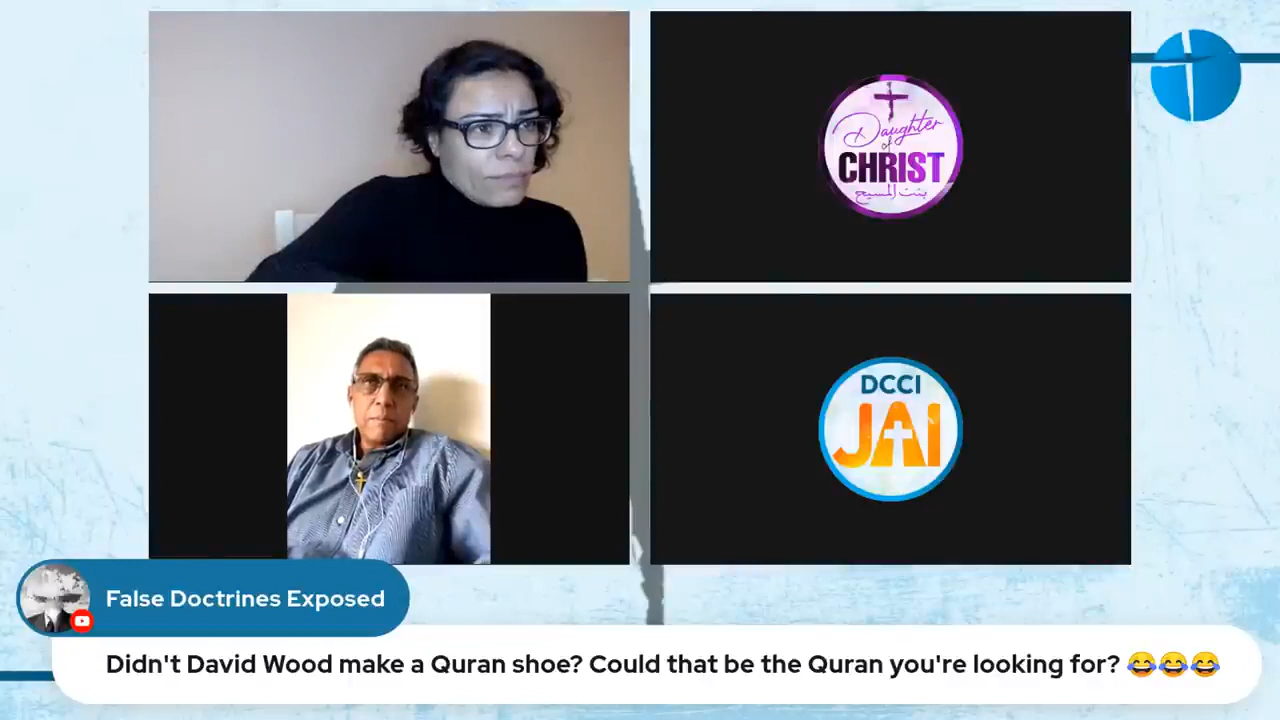 Daughter
of
CHRIST
بنت المسيح
DCCI
JAI
False Doctrines Exposed
Didn't David Wood make a Quran shoe? Could that be the Quran you're looking for? 😂😂😂